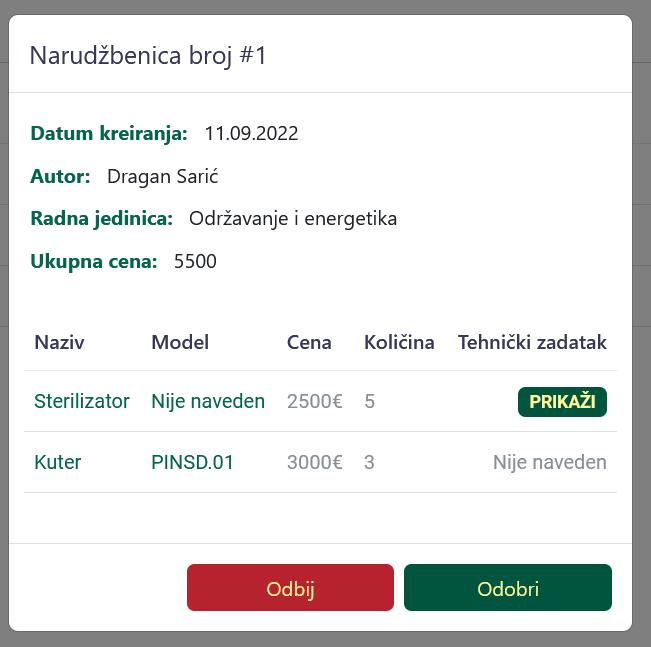 Narudžbenica broj #1
Datum kreiranja: 11.09.2022
Autor: Dragan Sarić
Radna jedinica: Održavanje i energetika
Ukupna cena: 5500
Naziv Model Cena Količina Tehnički zadatak
Sterilizator Nije naveden 2500€ 5 PRIKAŽI
Kuter PINSD.01 3000€ 3 Nije naveden
Odbij Odobri